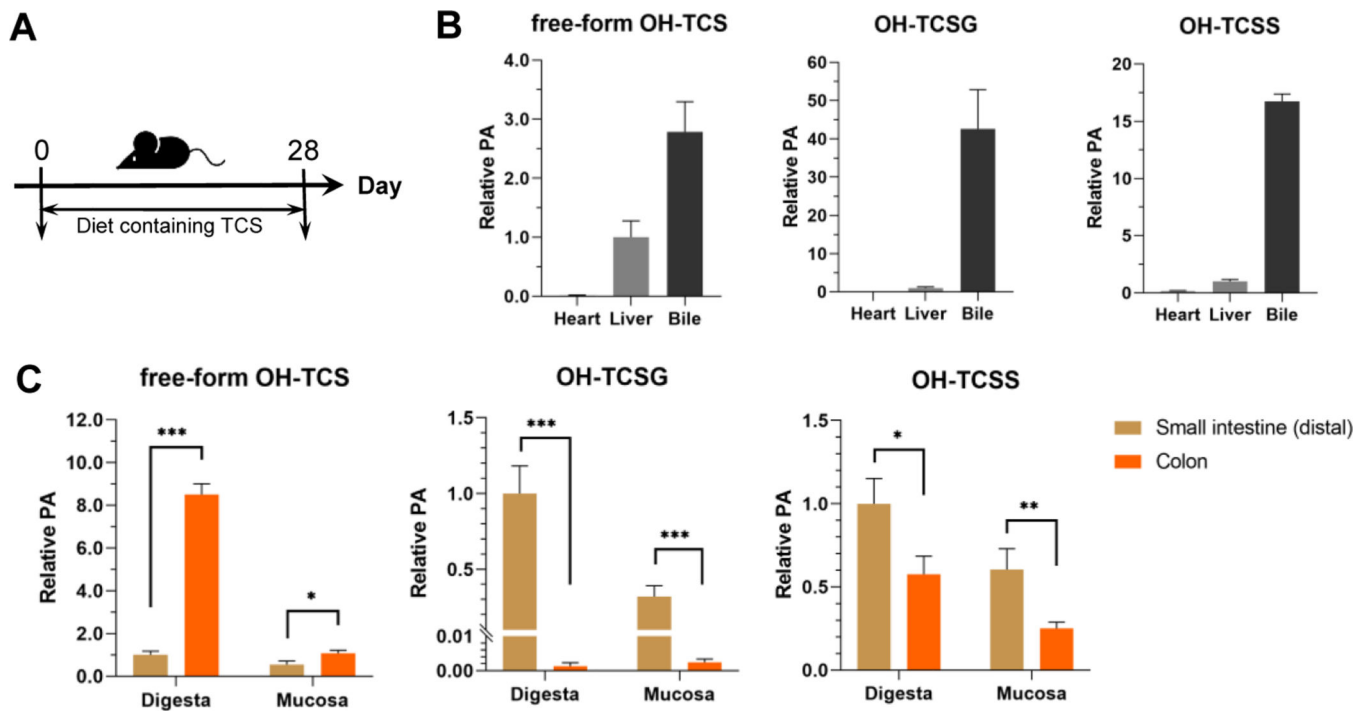 A
0
28
Day
Diet containing TCS
B
free-form OH-TCS
Relative PA
4.0
3.0
2.0
1.0
0.0
Heart Liver Bile
OH-TCSG
Relative PA
60
50
40
30
20
10
0
Heart Liver Bile
OH-TCSS
Relative PA
20
15
10
5
0
Heart Liver Bile
C
free-form OH-TCS
Relative PA
12.0
10.0
8.0
6.0
4.0
2.0
0.0
***
*
Digesta Mucosa
OH-TCSG
Relative PA
1.5
1.0
0.5
0.01
0.00
***
***
Digesta Mucosa
OH-TCSS
Relative PA
1.5
1.0
0.5
0.0
*
**
Digesta Mucosa
Small intestine (distal)
Colon